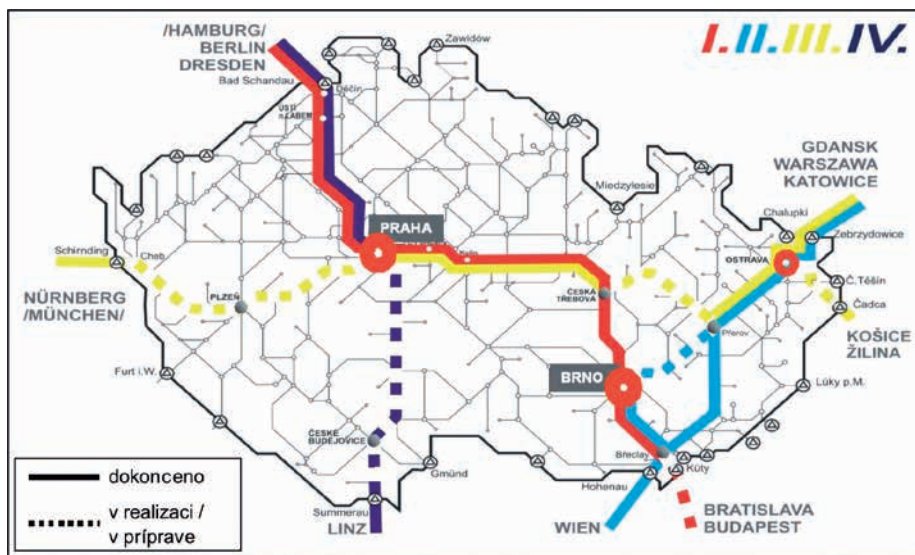 /HAMBURG/
BERLIN
DRESDEN
I.II.III.IV.
Zawidów
Bad Schandau
Děčín
ÚSTÍ
n.LABEM
GDANSK
WARSZAWA
KATOWICE
Miedzylesie
Chalupki
Zebrzydowice
PRAHA
OSTRAVA
Schirnding
Cheb
Č.Těšín
NÜRNBERG
/MÜNCHEN/
PLZEŇ
ČESKÁ
TŘEBOVÁ
Čadca
Přerov
KOŠICE
ŽILINA
Furt i.W.
BRNO
Lúky p.M.
ČESKÉ
BUDĚJOVICE
Břeclav
Kúty
Gmünd
Hohenau
dokonceno
v realizaci /
v príprave
Summerau
LINZ
WIEN
BRATISLAVA
BUDAPEST